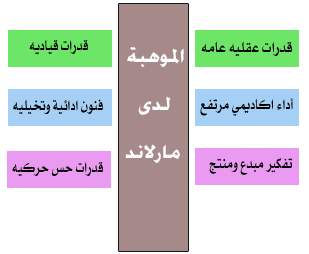 الموهبة
لدى
مارلاند
قدرات عقليه عامه
قدرات قياديه
أداء اكاديمي مرتفع
فنون ادائية وتخيليه
تفكير مبدع ومنتج
قدرات حس حركيه